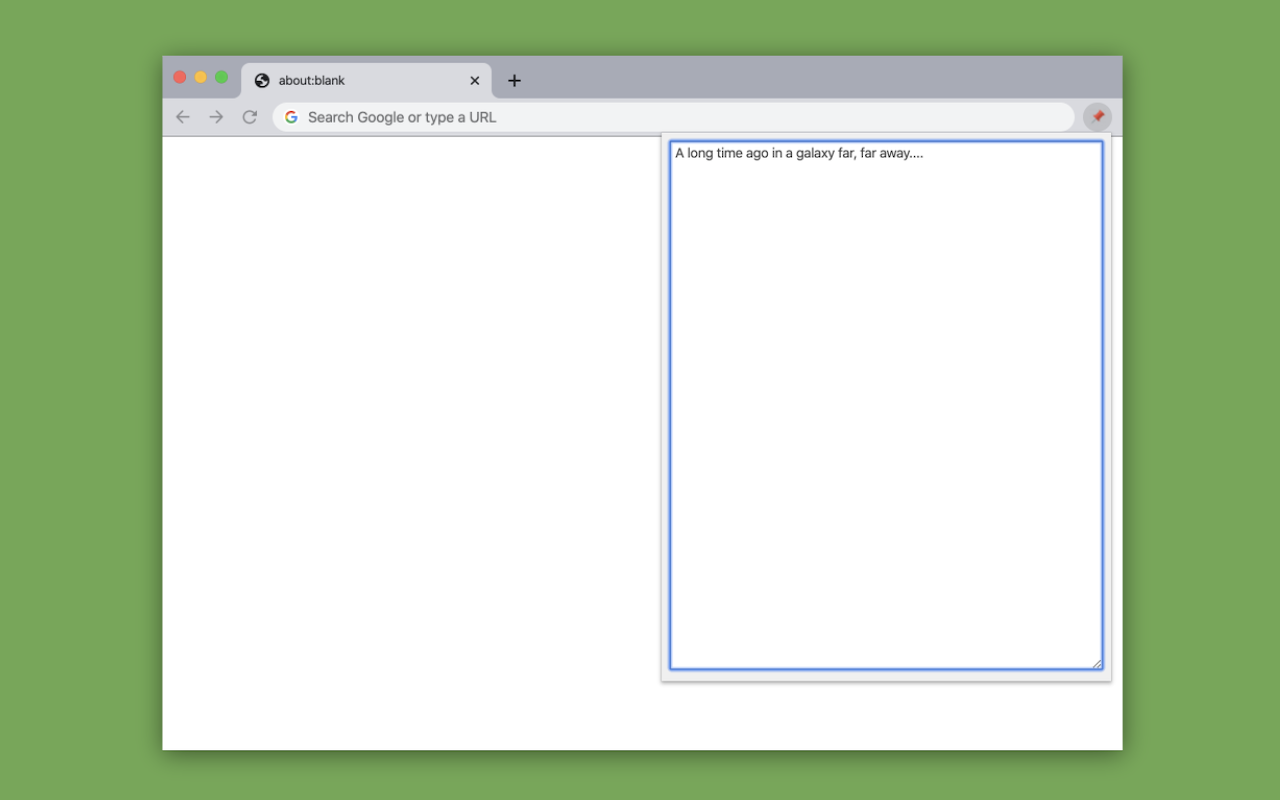 about:blank
Search Google or type a URL
A long time ago in a galaxy far, far away....